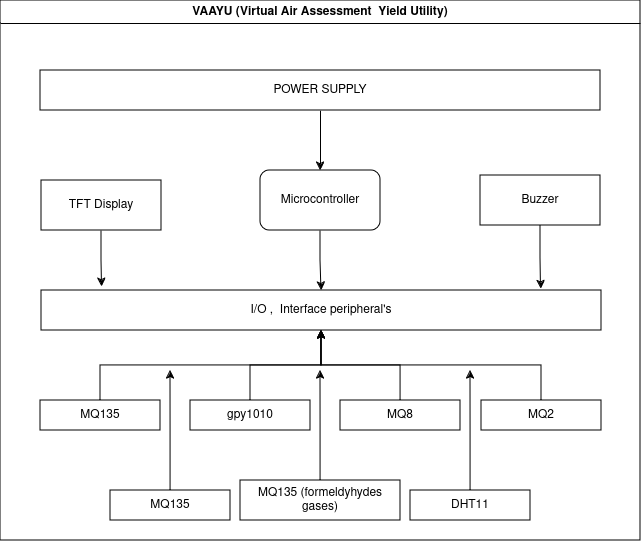 VAAYU (Virtual Air Assessment  Yield Utility)
POWER SUPPLY
TFT Display
Microcontroller
Buzzer
I/O ,  Interface peripheral's
MQ135
gpy1010
MQ8
MQ2
MQ135
MQ135 (formeldyhydes
gases)
DHT11